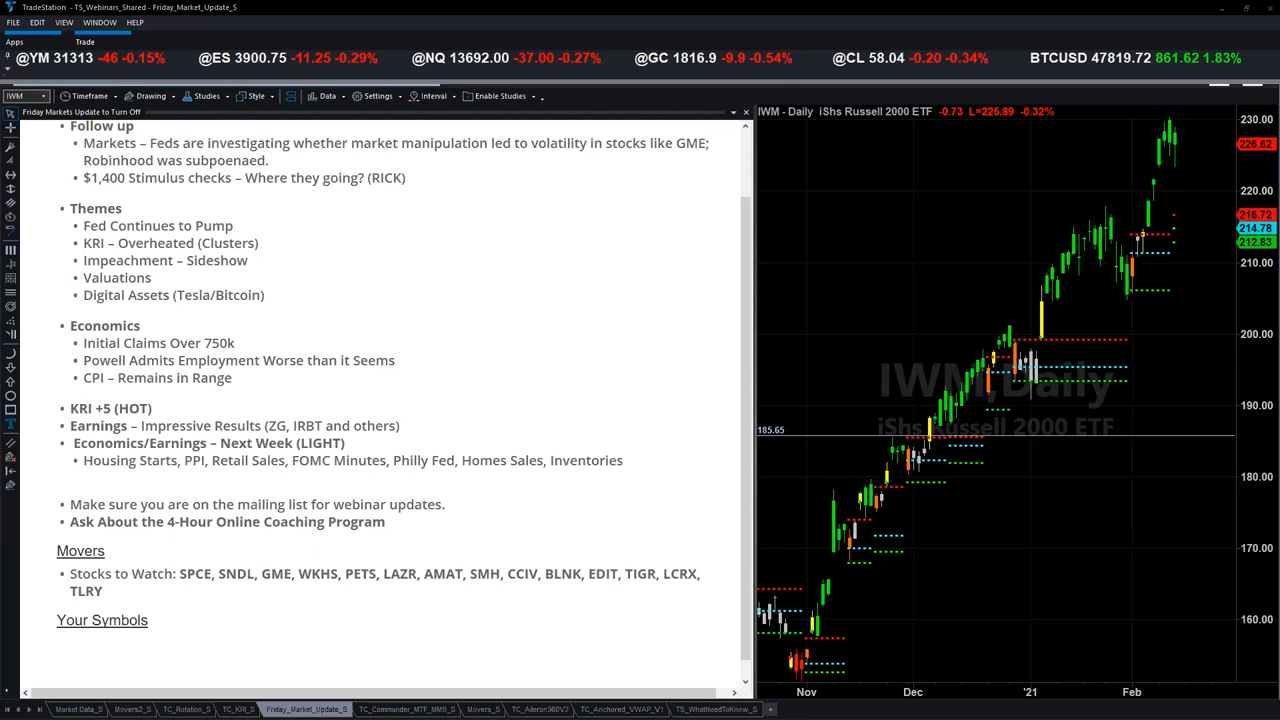 TradeStation - TS_Webinars_Shared - Friday_Market_Update_S
FILE EDIT VIEW WINDOW HELP
Apps Trade
@YM 31313 -46 -0.15% @ES 3900.75 -11.25 -0.29% @NQ 13692.00 -37.00 -0.27% @GC 1816.9 -9.9 -0.54% @CL 58.04 -0.20 -0.34% BTCUSD 47819.72 861.62 1.83%
IWM Timeframe Drawing Studies Style Data Settings Interval Enable Studies
Friday Markets Update to Turn Off
• Follow up
• Markets – Feds are investigating whether market manipulation led to volatility in stocks like GME;
Robinhood was subpoenaed.
• $1,400 Stimulus checks – Where they going? (RICK)
• Themes
• Fed Continues to Pump
• KRI – Overheated (Clusters)
• Impeachment – Sideshow
• Valuations
• Digital Assets (Tesla/Bitcoin)
• Economics
• Initial Claims Over 750k
• Powell Admits Employment Worse than it Seems
• CPI – Remains in Range
• KRI +5 (HOT)
• Earnings – Impressive Results (ZG, IRBT and others)
• Economics/Earnings – Next Week (LIGHT)
• Housing Starts, PPI, Retail Sales, FOMC Minutes, Philly Fed, Homes Sales, Inventories
• Make sure you are on the mailing list for webinar updates.
• Ask About the 4-Hour Online Coaching Program
Movers
• Stocks to Watch: SPCE, SNDL, GME, WKHS, PETS, LAZR, AMAT, SMH, CCIV, BLNK, EDIT, TIGR, LCRX,
TLRY
Your Symbols
IWM - Daily iShs Russell 2000 ETF -0.73 L=225.89 -0.32%
230.00
226.62
220.00
216.72
214.78
212.83
210.00
200.00
190.00
185.65
180.00
170.00
160.00
IWM,Daily
iShs Russell 2000 ETF
Nov Dec '21 Feb
Market Data_S Movers2_S TC_Rotation_S TC_KRI_S Friday_Market_Update_S TC_Commander_MTF_MMB_S Movers_S TC_Aileron360V2 TC_Anchored_VWAP_V1 TS_WhatNeedToKnow_S +